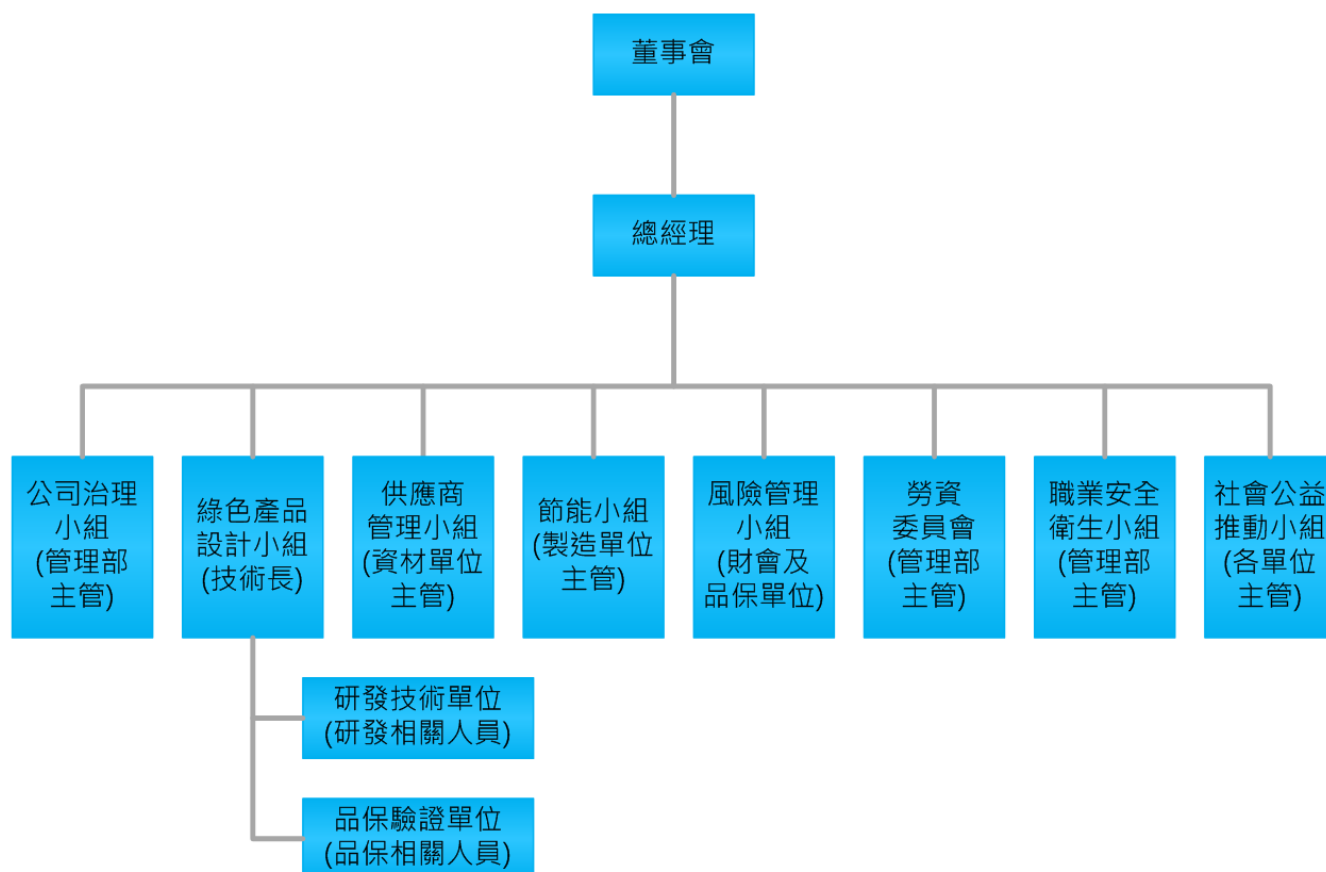 董事會
總經理
公司治理
小組
(管理部
主管)
綠色產品
設計小組
(技術長)
供應商
管理小組
(資材單位
主管)
節能小組
(製造單位
主管)
風險管理
小組
(財會及
品保單位)
勞資
委員會
(管理部
主管)
職業安全
衛生小組
(管理部
主管)
社會公益
推動小組
(各單位
主管)
研發技術單位
(研發相關人員)
品保驗證單位
(品保相關人員)